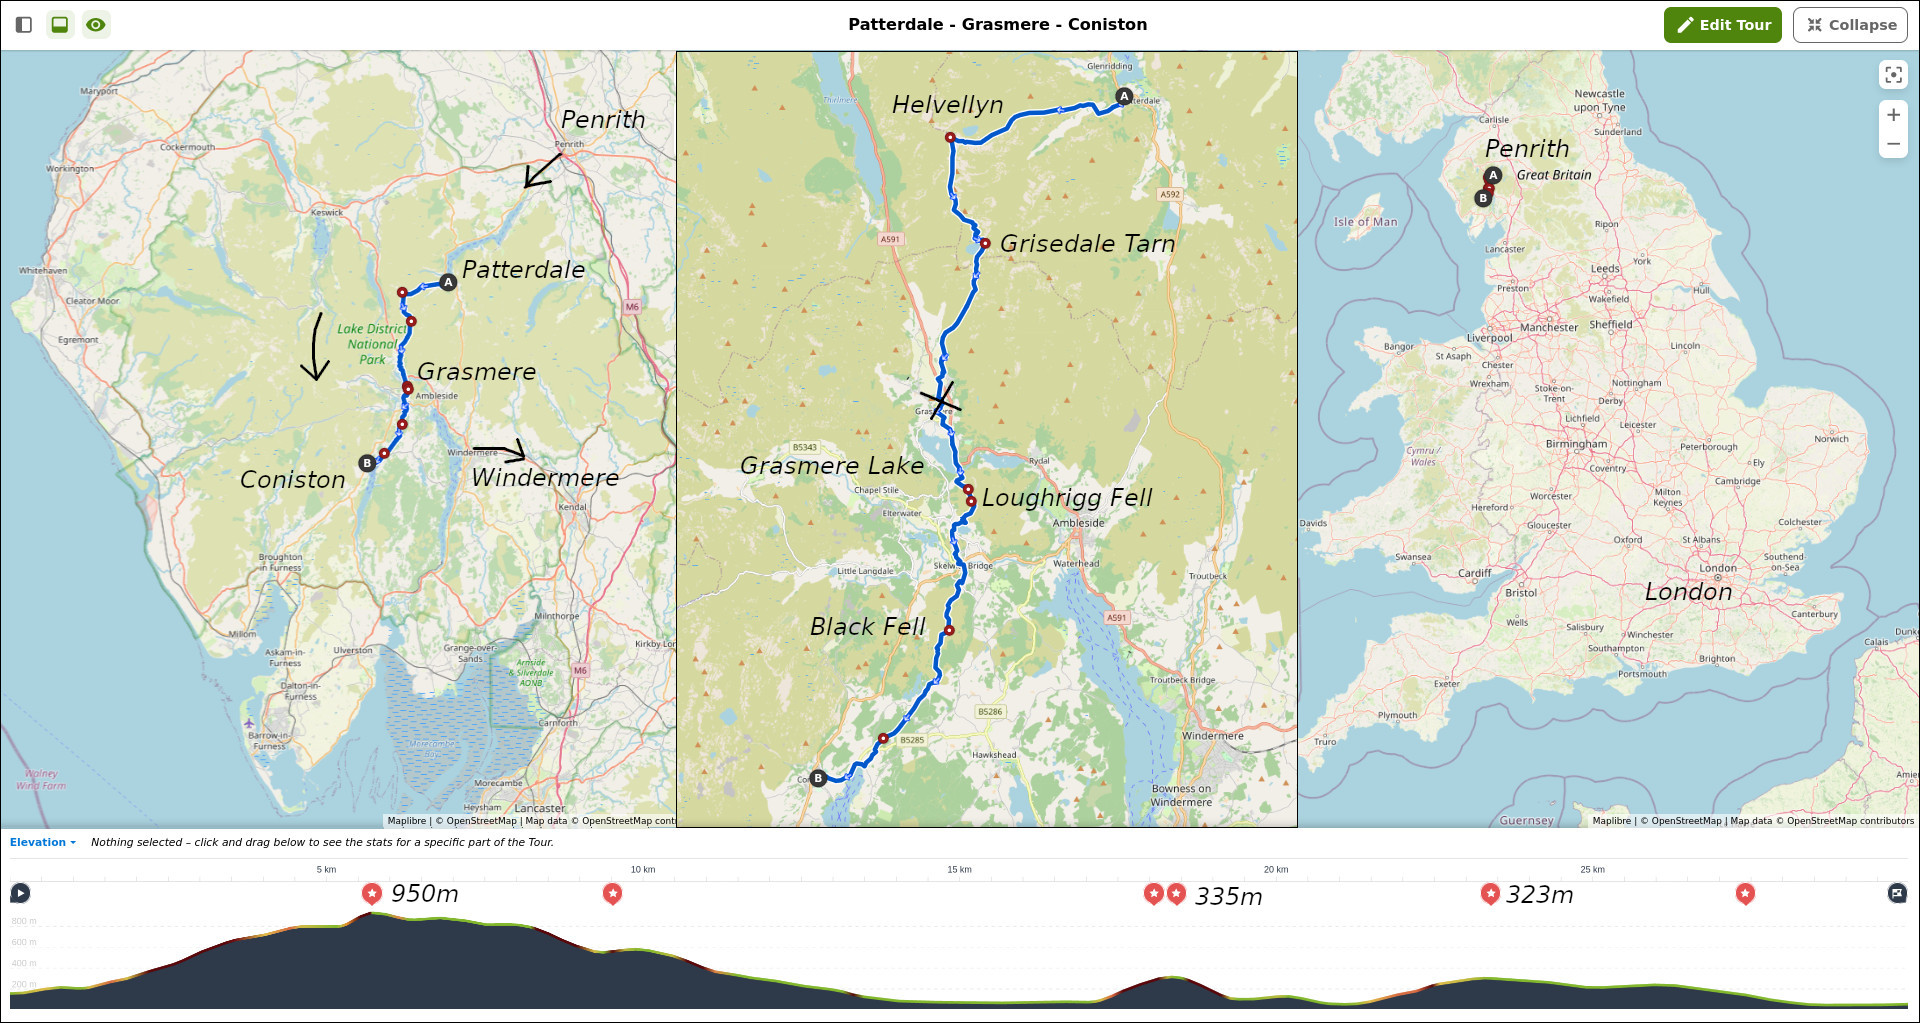 Patterdale - Grasmere - Coniston
Edit Tour
Collapse
Maryport
Cockermouth
Workington
Penrith
Penrith
Keswick
Whitehaven
Cleator Moor
Egremont
Patterdale
A
M6
Lake District
National
Park
Grasmere
Ambleside
B
Coniston
Windermere
Windermere
Kendal
Broughton
in Furness
Millom
Milnthorpe
Askam-in-
Furness
Ulverston
Grange-over-
Sands
Kirkby Lon
Arnside
& Silverdale
AONB
M6
Dalton-in-
Furness
Barrow-in-
Furness
Carnforth
Morecambe
Bay
Walney
Wind Farm
Morecambe
Heysham
Lancaster
Maplibre | © OpenStreetMap | Map data © OpenStreetMap contr
Glenridding
Thirlmere
Helvellyn
A
terdale
A592
A591
Grisedale Tarn
Gras
re
B5343
Grasmere Lake
Rydal
Chapel Stile
Loughrigg Fell
Elterwater
Ambleside
Little Langdale
Skelw
Bridge
Waterhead
Troutbeck
A591
Black Fell
Troutbeck Bridge
B5286
B5285
Hawkshead
Windermere
Co
B
Bowness on
Windermere
Newcastle
upon Tyne
Carlisle
Sunderland
Penrith
A
Great Britain
B
Isle of Man
Ripon
Lancaster
York
Leeds
Preston
Wakefield
Hull
Manchester
Sheffield
Liverpool
Bangor
St Asaph
Chester
Lincoln
Wrexham
Stoke-on-
Trent
Nottingham
Derby
Lichfield
Leicester
Norwich
Birmingham
Peterborough
Cymru /
Wales
Coventry
Ely
Cambridge
Worcester
Milton
Keynes
Hereford
Gloucester
Colchester
Davids
Oxford
St Albans
Swansea
Southend-
on-Sea
Cardiff
London
Bristol
London
Canterbury
Wells
Salisbury
Winchester
Southampton
Brighton
Calais
Dunke
Portsmouth
Exeter
Plymouth
Truro
Amie
Guernsey
Maplibre | © OpenStreetMap | Map data © OpenStreetMap contributors
Elevation
Nothing selected – click and drag below to see the stats for a specific part of the Tour.
5 km
10 km
15 km
20 km
25 km
950m
335m
323m
800 m
600 m
400 m
200 m